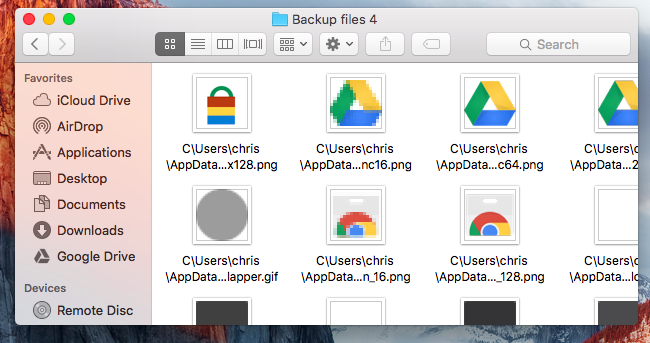 Backup files 4
Search
Favorites
iCloud Drive
AirDrop
Applications
Desktop
Documents
Downloads
Google Drive
Devices
Remote Disc
C\Users\chris
\AppData...x128.png
C\Users\chris
\AppData...nc16.png
C\Users\chris
\AppData...c64.png
C\Users\chris
\AppData...2
C\Users\chris
\AppData...lapper.gif
C\Users\chris
\AppData...n_16.png
C\Users\chris
\AppData..._128.png
C\Users\chris
\AppData...lo